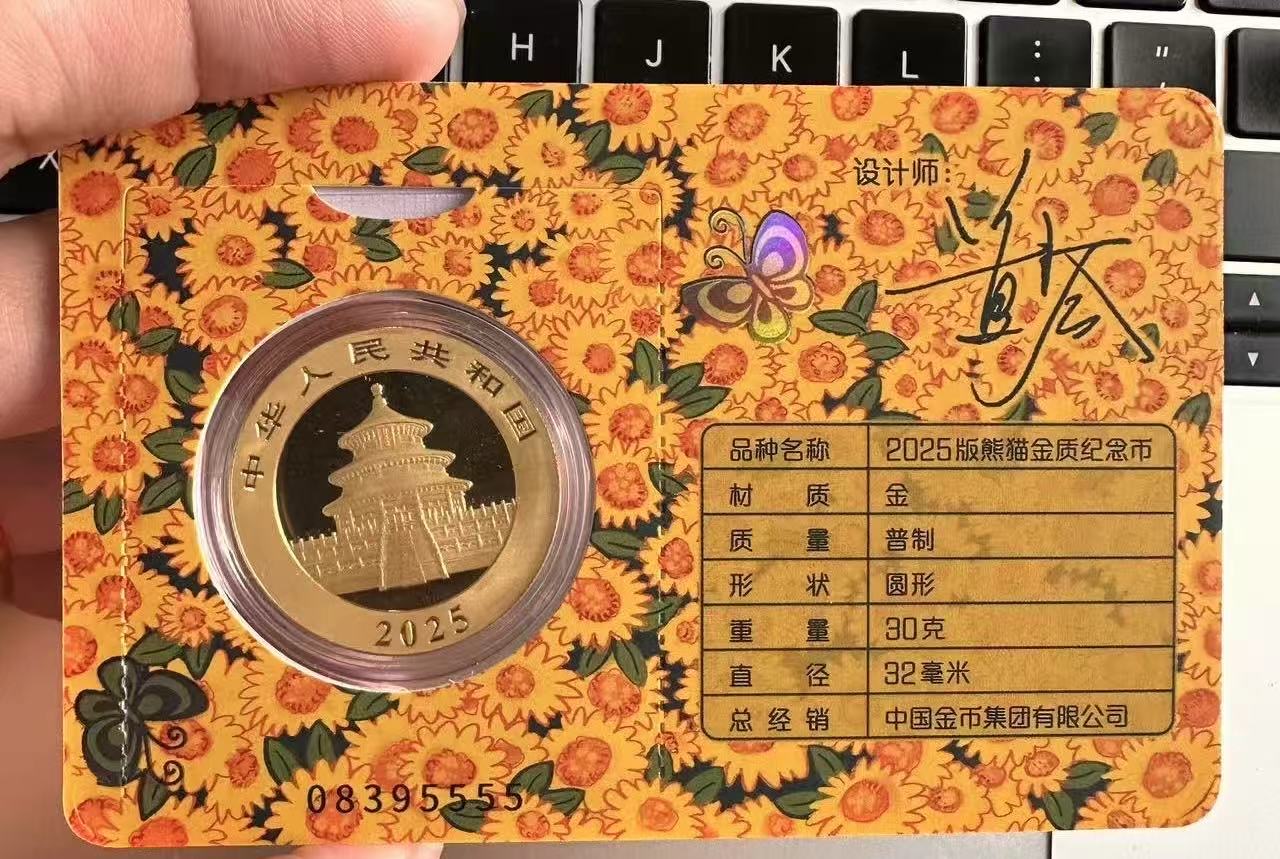 H J K L : ; " '
设计师:
中华人民共和国
2025
品种名称 2025版熊猫金质纪念币
材 质 金
质 量 普制
形 状 圆形
重 量 30克
直 径 32毫米
总经销 中国金币集团有限公司
08395555